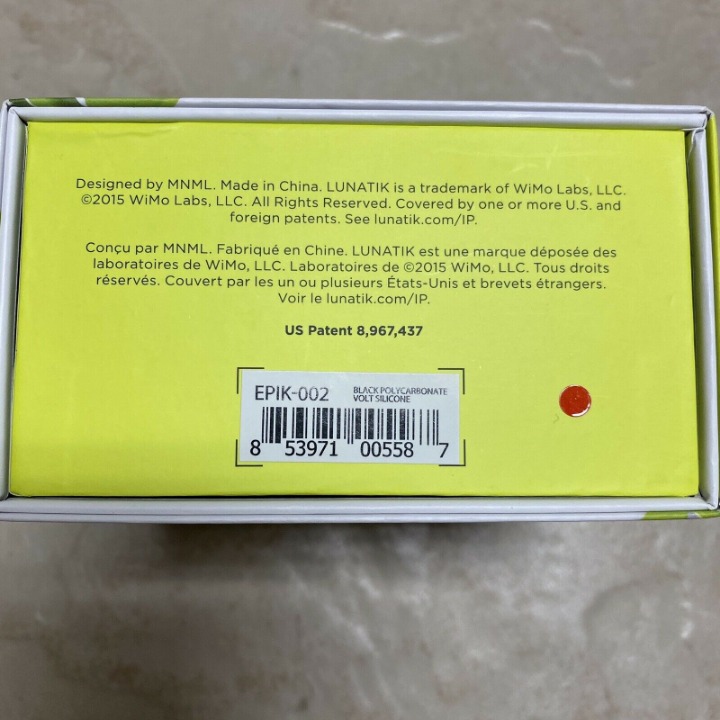 Designed by MNML. Made in China. LUNATIK is a trademark of WiMo Labs, LLC.
©2015 WiMo Labs, LLC. All Rights Reserved. Covered by one or more U.S. and
foreign patents. See lunatik.com/IP.
Conçu par MNML. Fabriqué en Chine. LUNATIK est une marque déposée des
laboratoires de WiMo, LLC. Laboratoires de ©2015 WiMo, LLC. Tous droits
réservés. Couvert par les un ou plusieurs États-Unis et brevets étrangers.
Voir le lunatik.com/IP.
US Patent 8,967,437
EPIK-002 BLACK POLYCARBONATE
VOLT SILICONE
8 53971 00558 7